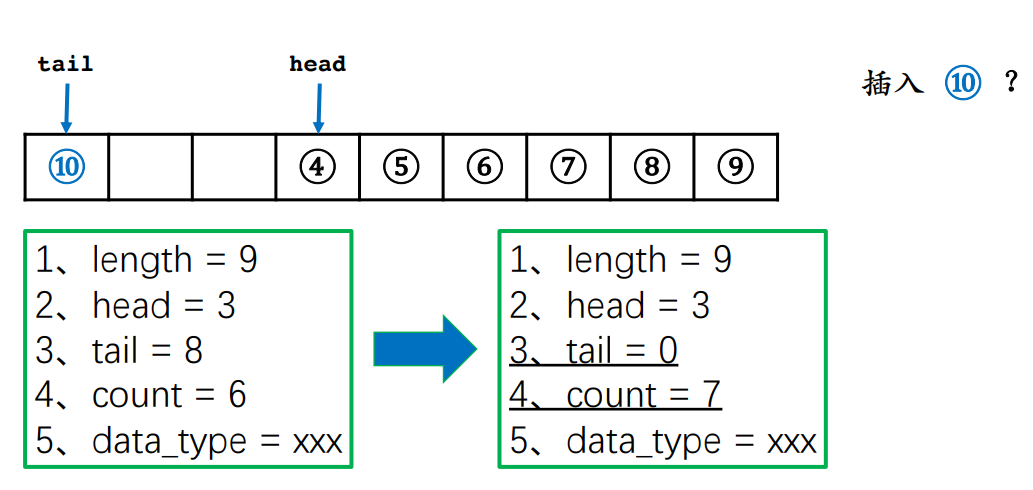 tail head
插入 ⑩ ？
⑩ ④ ⑤ ⑥ ⑦ ⑧ ⑨
1、length = 9
2、head = 3
3、tail = 8
4、count = 6
5、data_type = xxx
1、length = 9
2、head = 3
3、tail = 0
4、count = 7
5、data_type = xxx